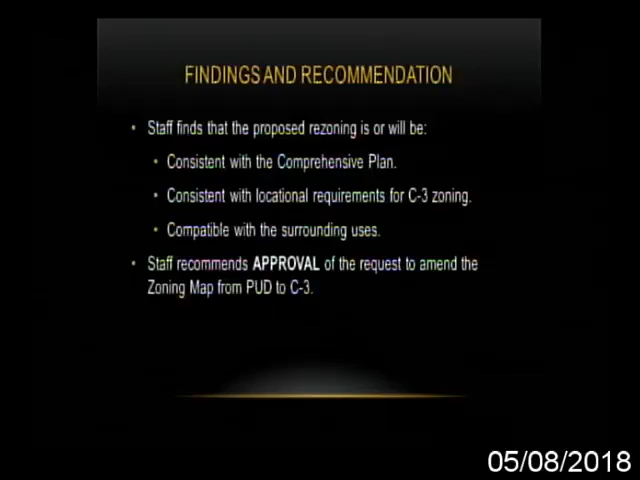 FINDINGS AND RECOMMENDATION
• Staff finds that the proposed rezoning is or will be:
• Consistent with the Comprehensive Plan.
• Consistent with locational requirements for C-3 zoning.
• Compatible with the surrounding uses.
• Staff recommends APPROVAL of the request to amend the
Zoning Map from PUD to C-3.
05/08/2018